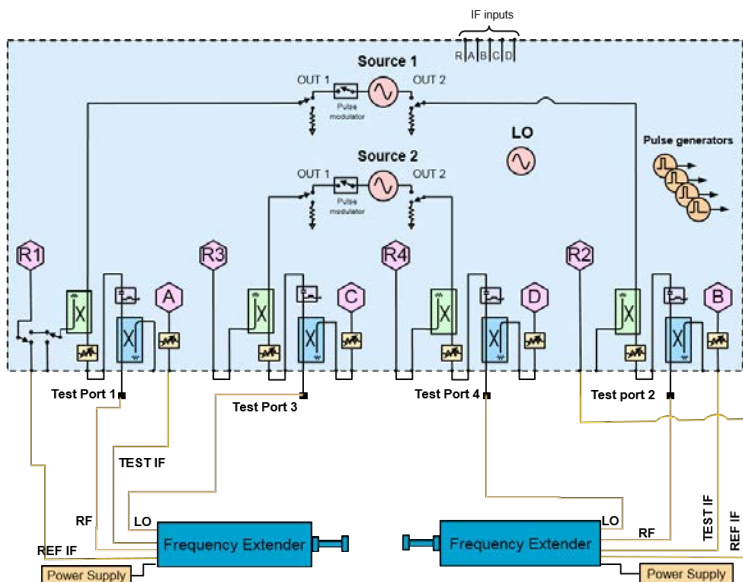 IF inputs
R A B C D
Source 1
OUT 1
OUT 2
Pulse
modulator
LO
Pulse generators
Source 2
OUT 1
OUT 2
Pulse
modulator
R1
R3
R4
R2
A
C
D
B
Test Port 1
Test Port 3
Test Port 4
Test port 2
TEST IF
RF
LO
REF IF
Frequency Extender
Power Supply
LO
RF
TEST IF
REF IF
Frequency Extender
Power Supply